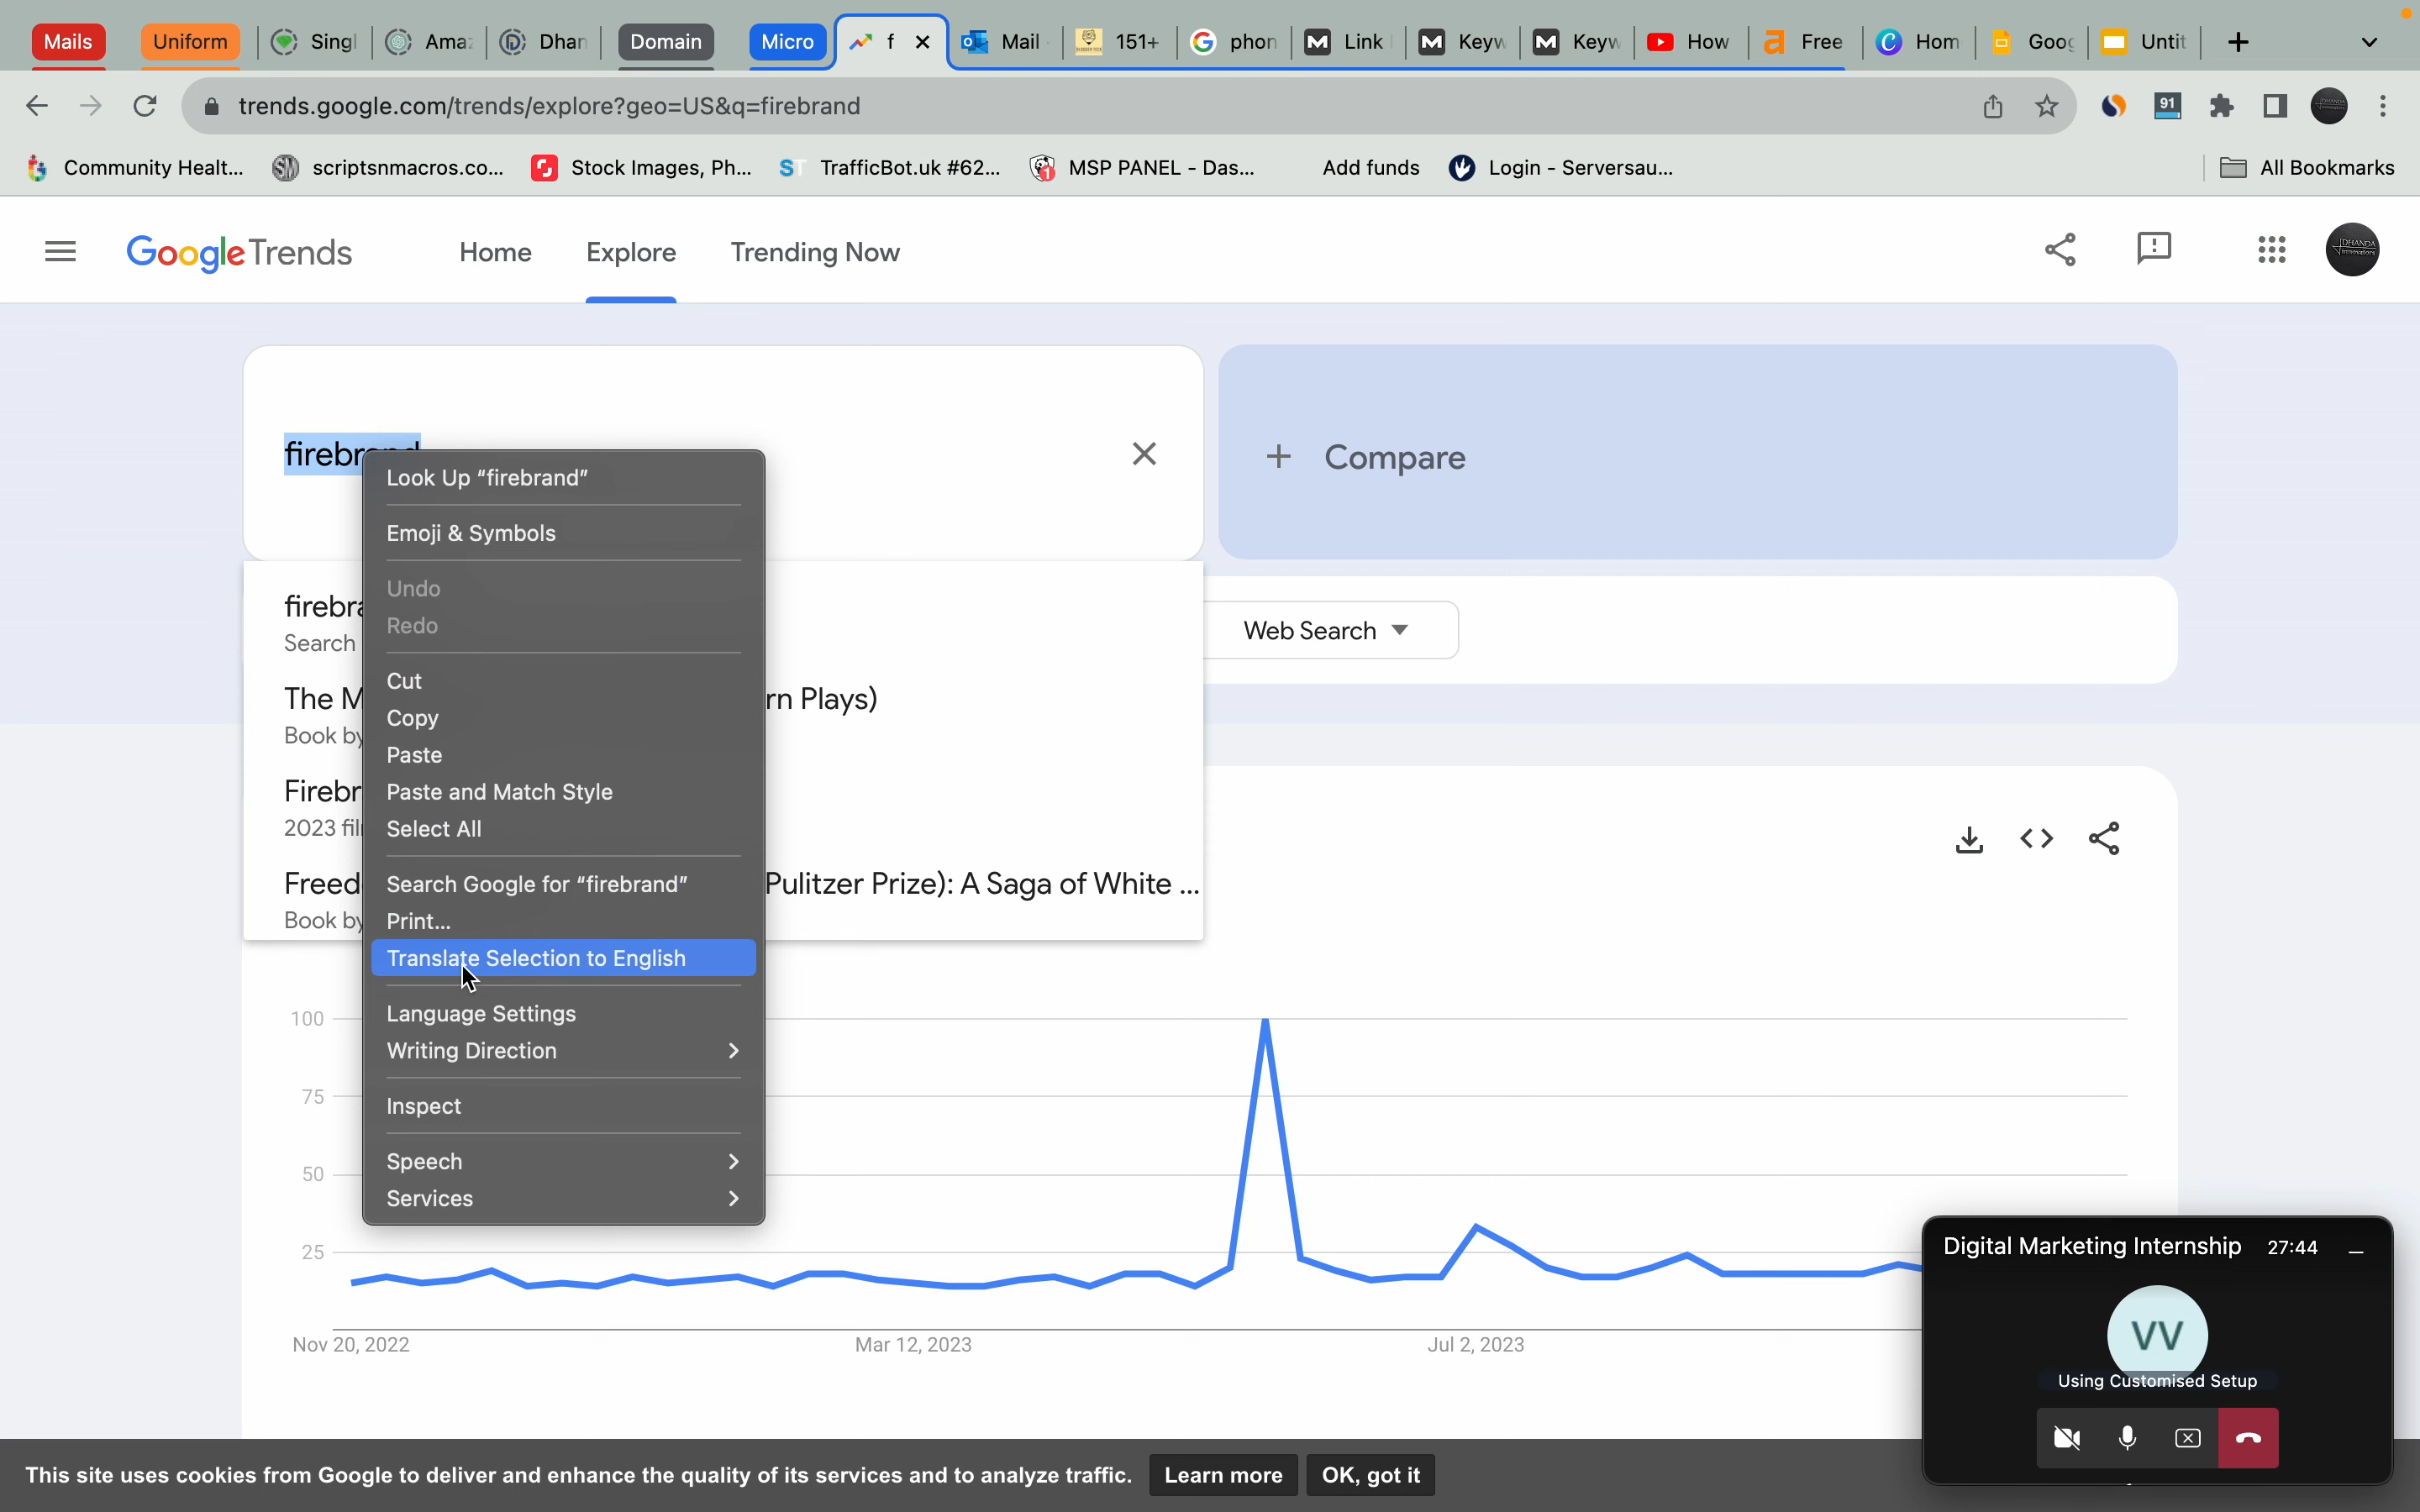 Mails
Uniform
Singl
Ama
Dhan
Domain
Micro
f
Mail
151+
phon
Link
Keyw
Keyw
How
Free
Hom
Goog
Untit
trends.google.com/trends/explore?geo=US&q=firebrand
91
Community Healt...
scriptsnmacros.co...
Stock Images, Ph...
TrafficBot.uk #62...
MSP PANEL - Das...
Add funds
Login - Serversau...
All Bookmarks
Google Trends
Home
Explore
Trending Now
firebrand
+ Compare
Look Up “firebrand”
Emoji & Symbols
Undo
Redo
Cut
Copy
Paste
Paste and Match Style
Select All
Search Google for “firebrand”
Print...
Translate Selection to English
Language Settings
Writing Direction
Inspect
Speech
Services
firebra
Search
The M
rn Plays)
Book by
Firebr
2023 fil
Freed
Pulitzer Prize): A Saga of White ...
Book by
Web Search
100
75
50
25
Nov 20, 2022
Mar 12, 2023
Jul 2, 2023
Digital Marketing Internship 27:44
VV
Using Customised Setup
This site uses cookies from Google to deliver and enhance the quality of its services and to analyze traffic.
Learn more
OK, got it